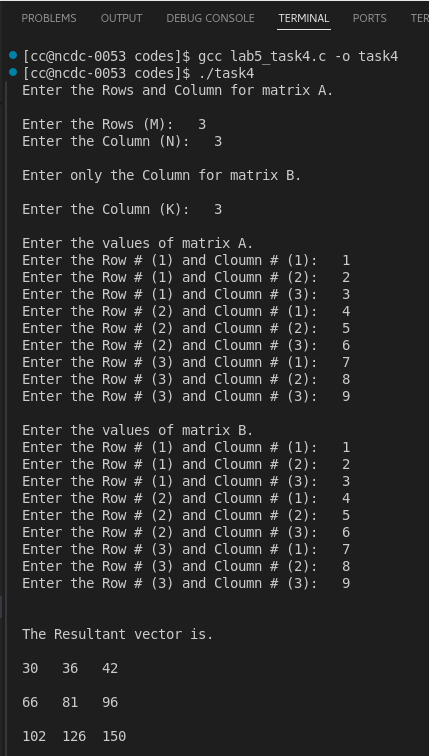 PROBLEMS OUTPUT DEBUG CONSOLE TERMINAL PORTS
[cc@ncdc-0053 codes]$ gcc lab5_task4.c -o task4
[cc@ncdc-0053 codes]$ ./task4
Enter the Rows and Column for matrix A.
Enter the Rows (M): 3
Enter the Column (N): 3
Enter only the Column for matrix B.
Enter the Column (K): 3
Enter the values of matrix A.
Enter the Row # (1) and Cloumn # (1): 1
Enter the Row # (1) and Cloumn # (2): 2
Enter the Row # (1) and Cloumn # (3): 3
Enter the Row # (2) and Cloumn # (1): 4
Enter the Row # (2) and Cloumn # (2): 5
Enter the Row # (2) and Cloumn # (3): 6
Enter the Row # (3) and Cloumn # (1): 7
Enter the Row # (3) and Cloumn # (2): 8
Enter the Row # (3) and Cloumn # (3): 9
Enter the values of matrix B.
Enter the Row # (1) and Cloumn # (1): 1
Enter the Row # (1) and Cloumn # (2): 2
Enter the Row # (1) and Cloumn # (3): 3
Enter the Row # (2) and Cloumn # (1): 4
Enter the Row # (2) and Cloumn # (2): 5
Enter the Row # (2) and Cloumn # (3): 6
Enter the Row # (3) and Cloumn # (1): 7
Enter the Row # (3) and Cloumn # (2): 8
Enter the Row # (3) and Cloumn # (3): 9
The Resultant vector is.
30 36 42
66 81 96
102 126 150